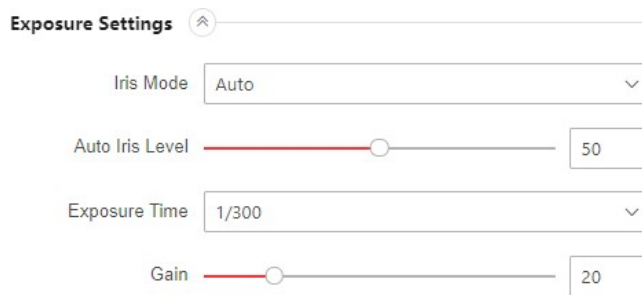 Exposure Settings
Iris Mode Auto
Auto Iris Level 50
Exposure Time 1/300
Gain 20